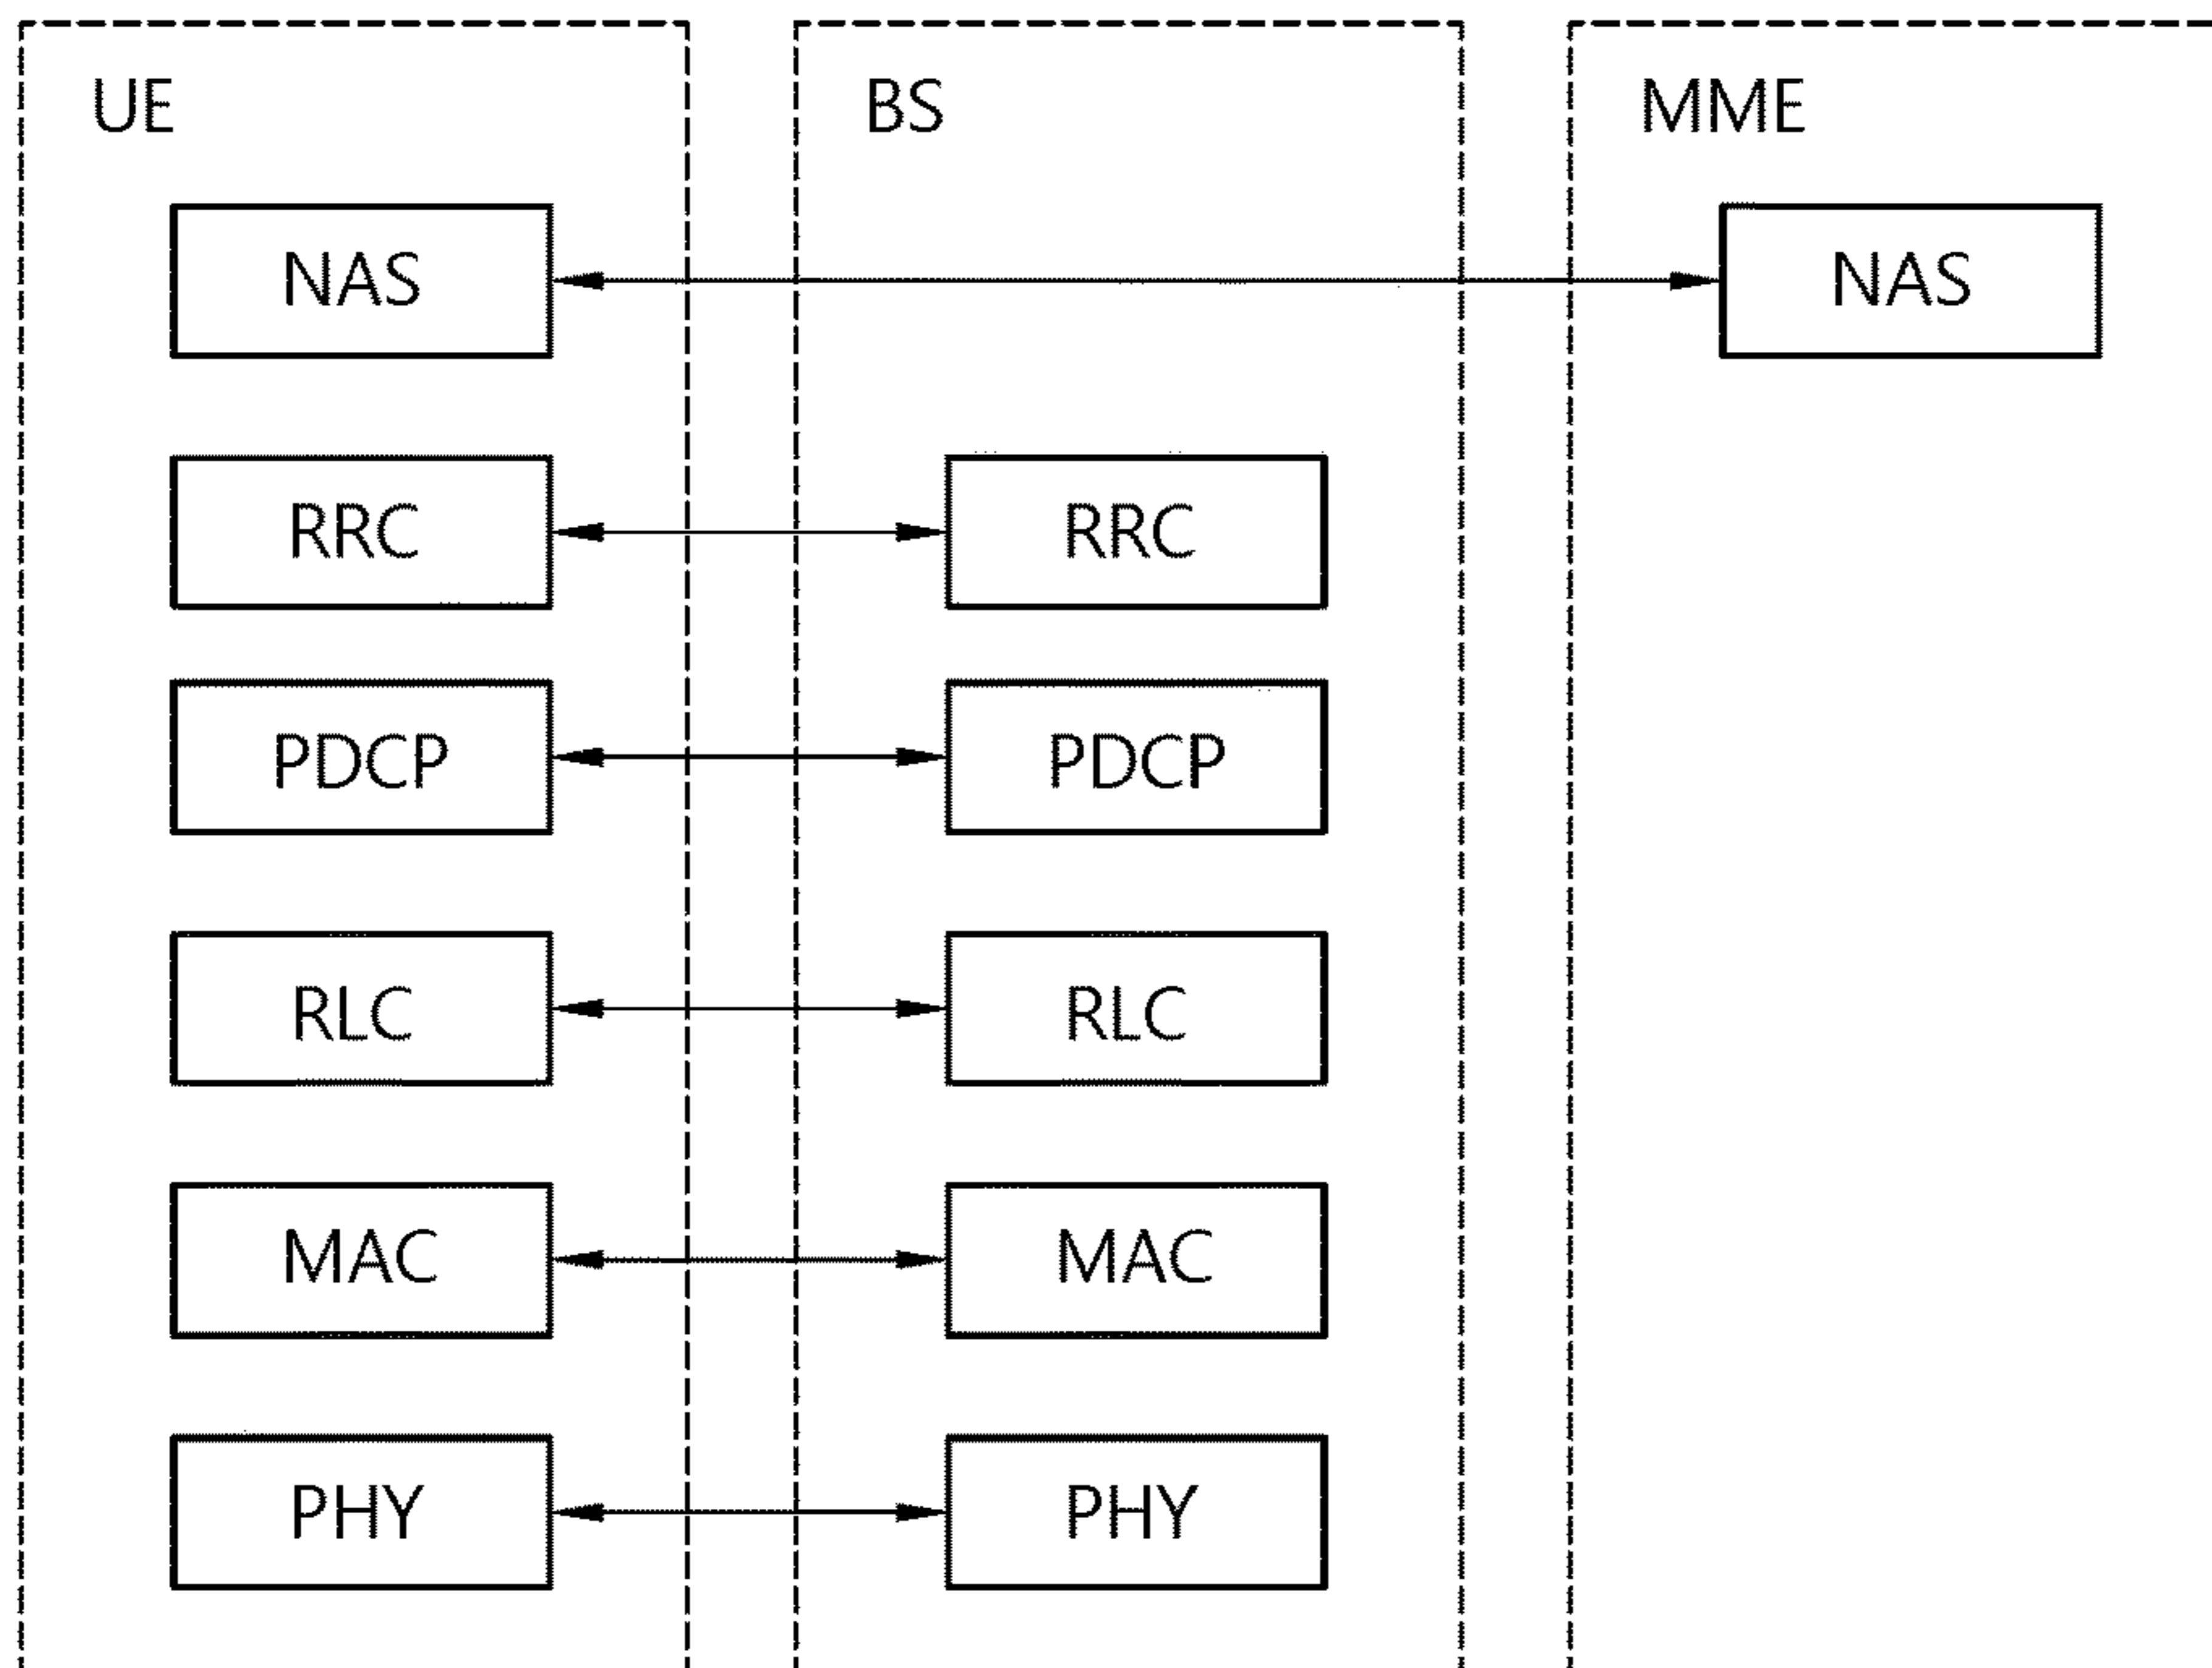 UE
BS
MME
NAS
NAS
RRC
RRC
PDCP
PDCP
RLC
RLC
MAC
MAC
PHY
PHY